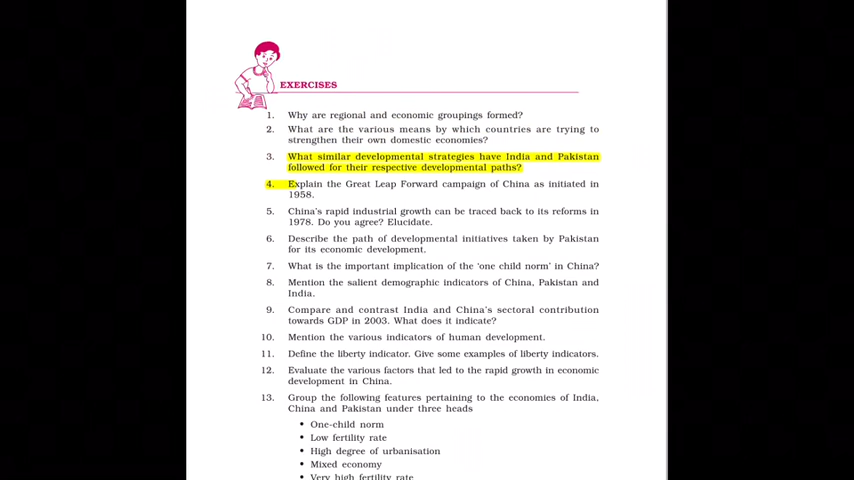 EXERCISES
1. Why are regional and economic groupings formed?
2. What are the various means by which countries are trying to
strengthen their own domestic economies?
3. What similar developmental strategies have India and Pakistan
followed for their respective developmental paths?
4. Explain the Great Leap Forward campaign of China as initiated in
1958.
5. China's rapid industrial growth can be traced back to its reforms in
1978. Do you agree? Elucidate.
6. Describe the path of developmental initiatives taken by Pakistan
for its economic development.
7. What is the important implication of the ‘one child norm’ in China?
8. Mention the salient demographic indicators of China, Pakistan and
India.
9. Compare and contrast India and China's sectoral contribution
towards GDP in 2003. What does it indicate?
10. Mention the various indicators of human development.
11. Define the liberty indicator. Give some examples of liberty indicators.
12. Evaluate the various factors that led to the rapid growth in economic
development in China.
13. Group the following features pertaining to the economies of India,
China and Pakistan under three heads
• One-child norm
• Low fertility rate
• High degree of urbanisation
• Mixed economy
• Very high fertility rate